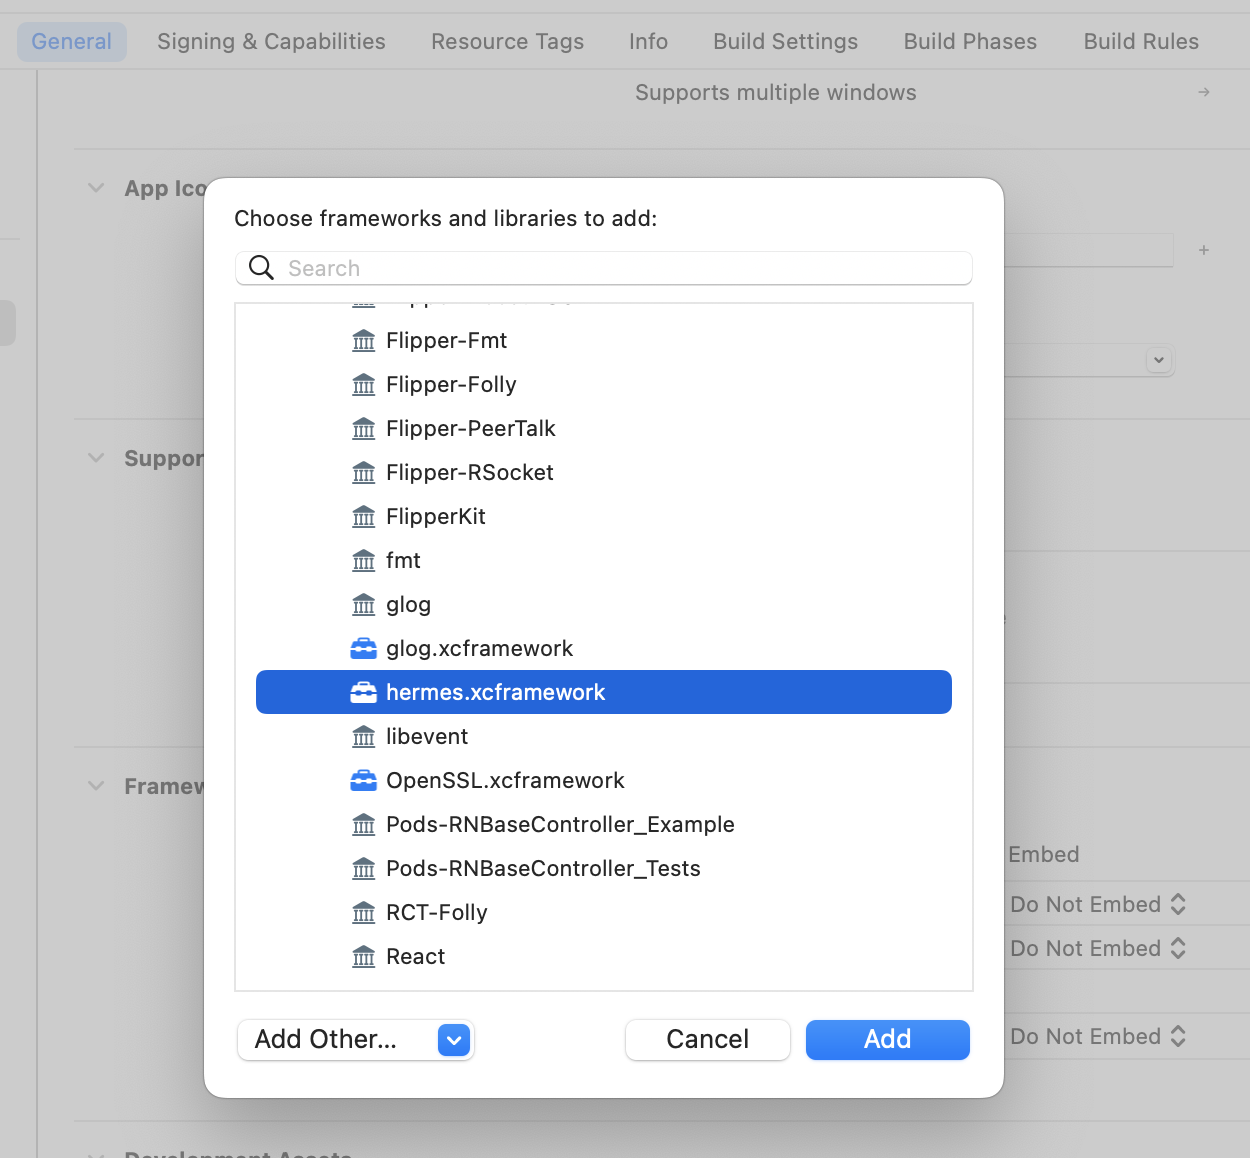 General Signing & Capabilities Resource Tags Info Build Settings Build Phases Build Rules
Supports multiple windows
App Ico
Choose frameworks and libraries to add:
Search
Flipper-Fmt
Flipper-Folly
Flipper-PeerTalk
Suppor
Flipper-RSocket
FlipperKit
fmt
glog
glog.xcframework
hermes.xcframework
libevent
OpenSSL.xcframework
Framew
Pods-RNBaseController_Example
Embed
Pods-RNBaseController_Tests
Do Not Embed
RCT-Folly
React
Do Not Embed
Add Other... Cancel Add
Do Not Embed
Development Assets